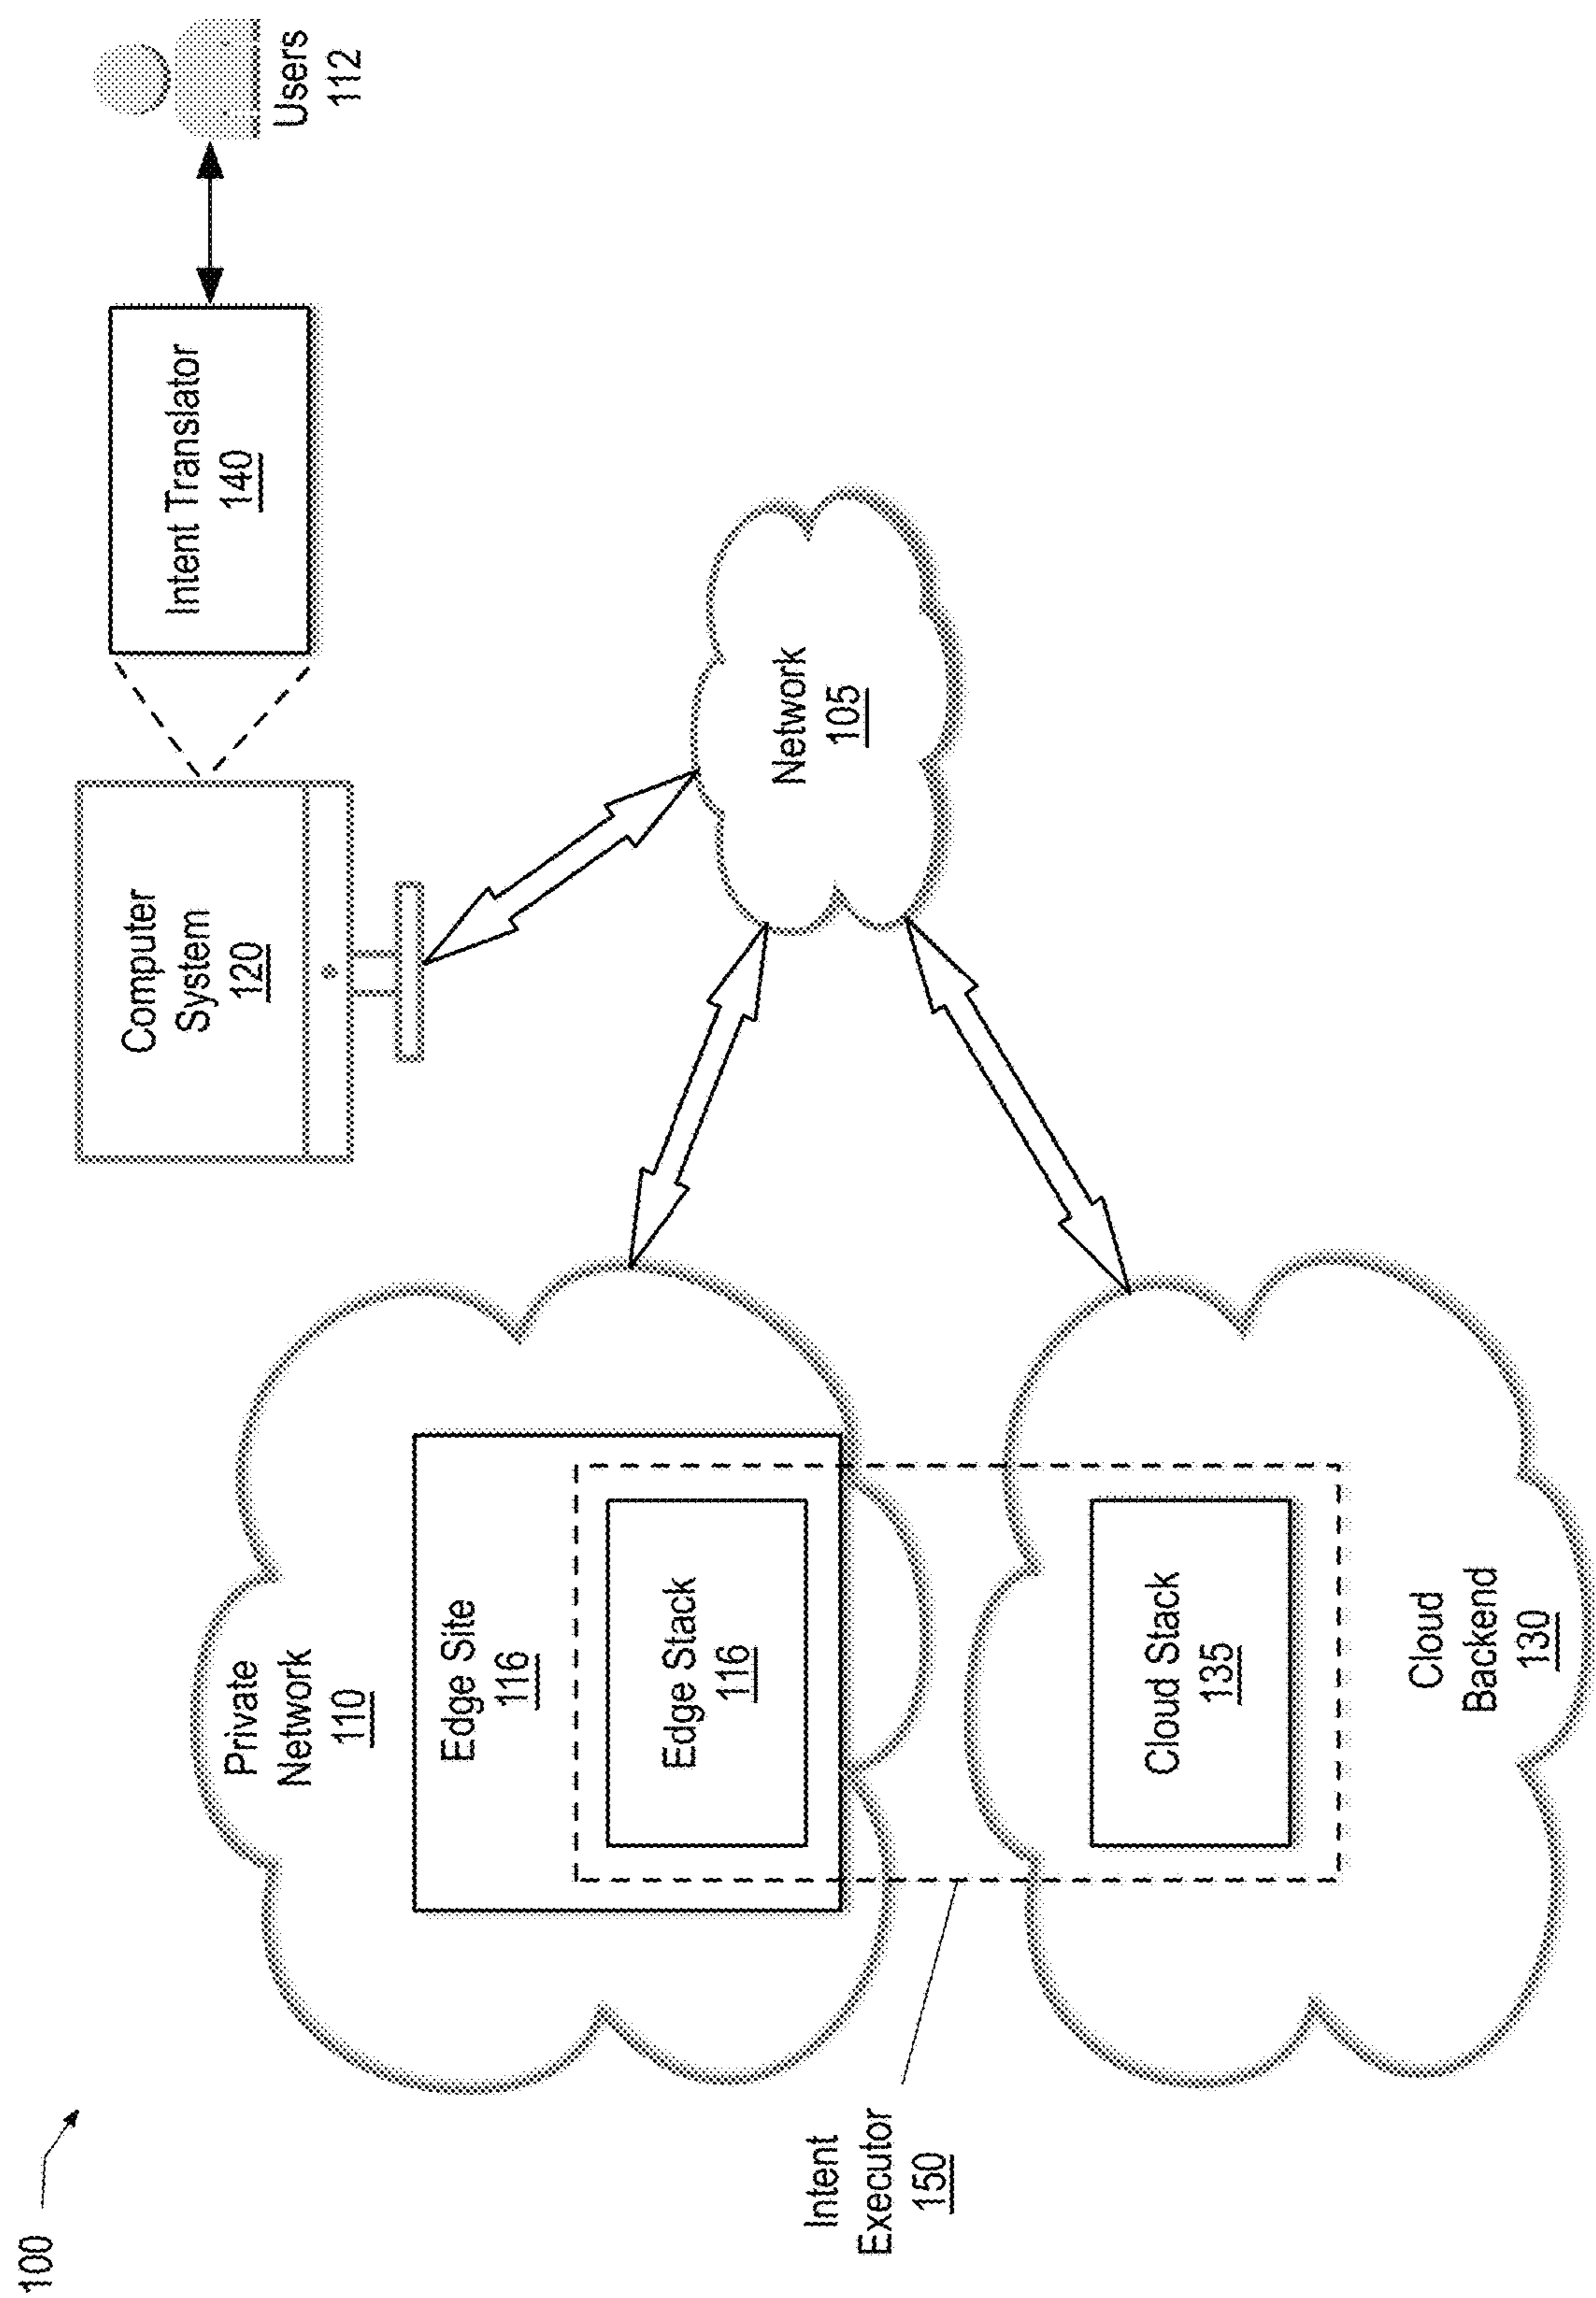 100
Private
Network
110
Edge Site
116
Edge Stack
116
Intent
Executor
150
Cloud Stack
135
Cloud
Backend
130
Computer
System
120
Network
105
Intent Translator
140
Users
112